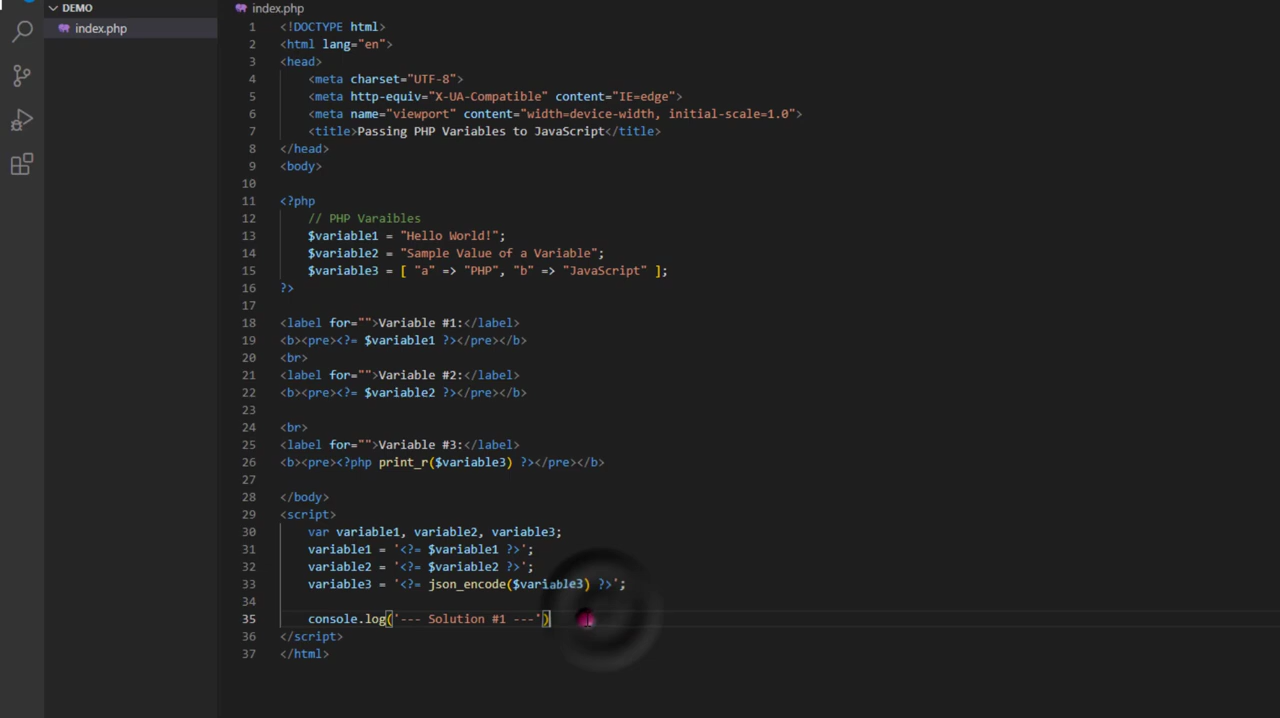 DEMO
index.php
index.php
1 <!DOCTYPE html>
2 <html lang="en">
3 <head>
4 <meta charset="UTF-8">
5 <meta http-equiv="X-UA-Compatible" content="IE=edge">
6 <meta name="viewport" content="width=device-width, initial-scale=1.0">
7 <title>Passing PHP Variables to JavaScript</title>
8 </head>
9 <body>
10
11 <?php
12 // PHP Varaibles
13 $variable1 = "Hello World!";
14 $variable2 = "Sample Value of a Variable";
15 $variable3 = [ "a" => "PHP", "b" => "JavaScript" ];
16 ?>
17
18 <label for="">Variable #1:</label>
19 <b><pre><?= $variable1 ?></pre></b>
20 <br>
21 <label for="">Variable #2:</label>
22 <b><pre><?= $variable2 ?></pre></b>
23
24 <br>
25 <label for="">Variable #3:</label>
26 <b><pre><?php print_r($variable3) ?></pre></b>
27
28 </body>
29 <script>
30 var variable1, variable2, variable3;
31 variable1 = '<?= $variable1 ?>';
32 variable2 = '<?= $variable2 ?>';
33 variable3 = '<?= json_encode($variable3) ?>';
34
35 console.log('--- Solution #1 ---')
36 </script>
37 </html>